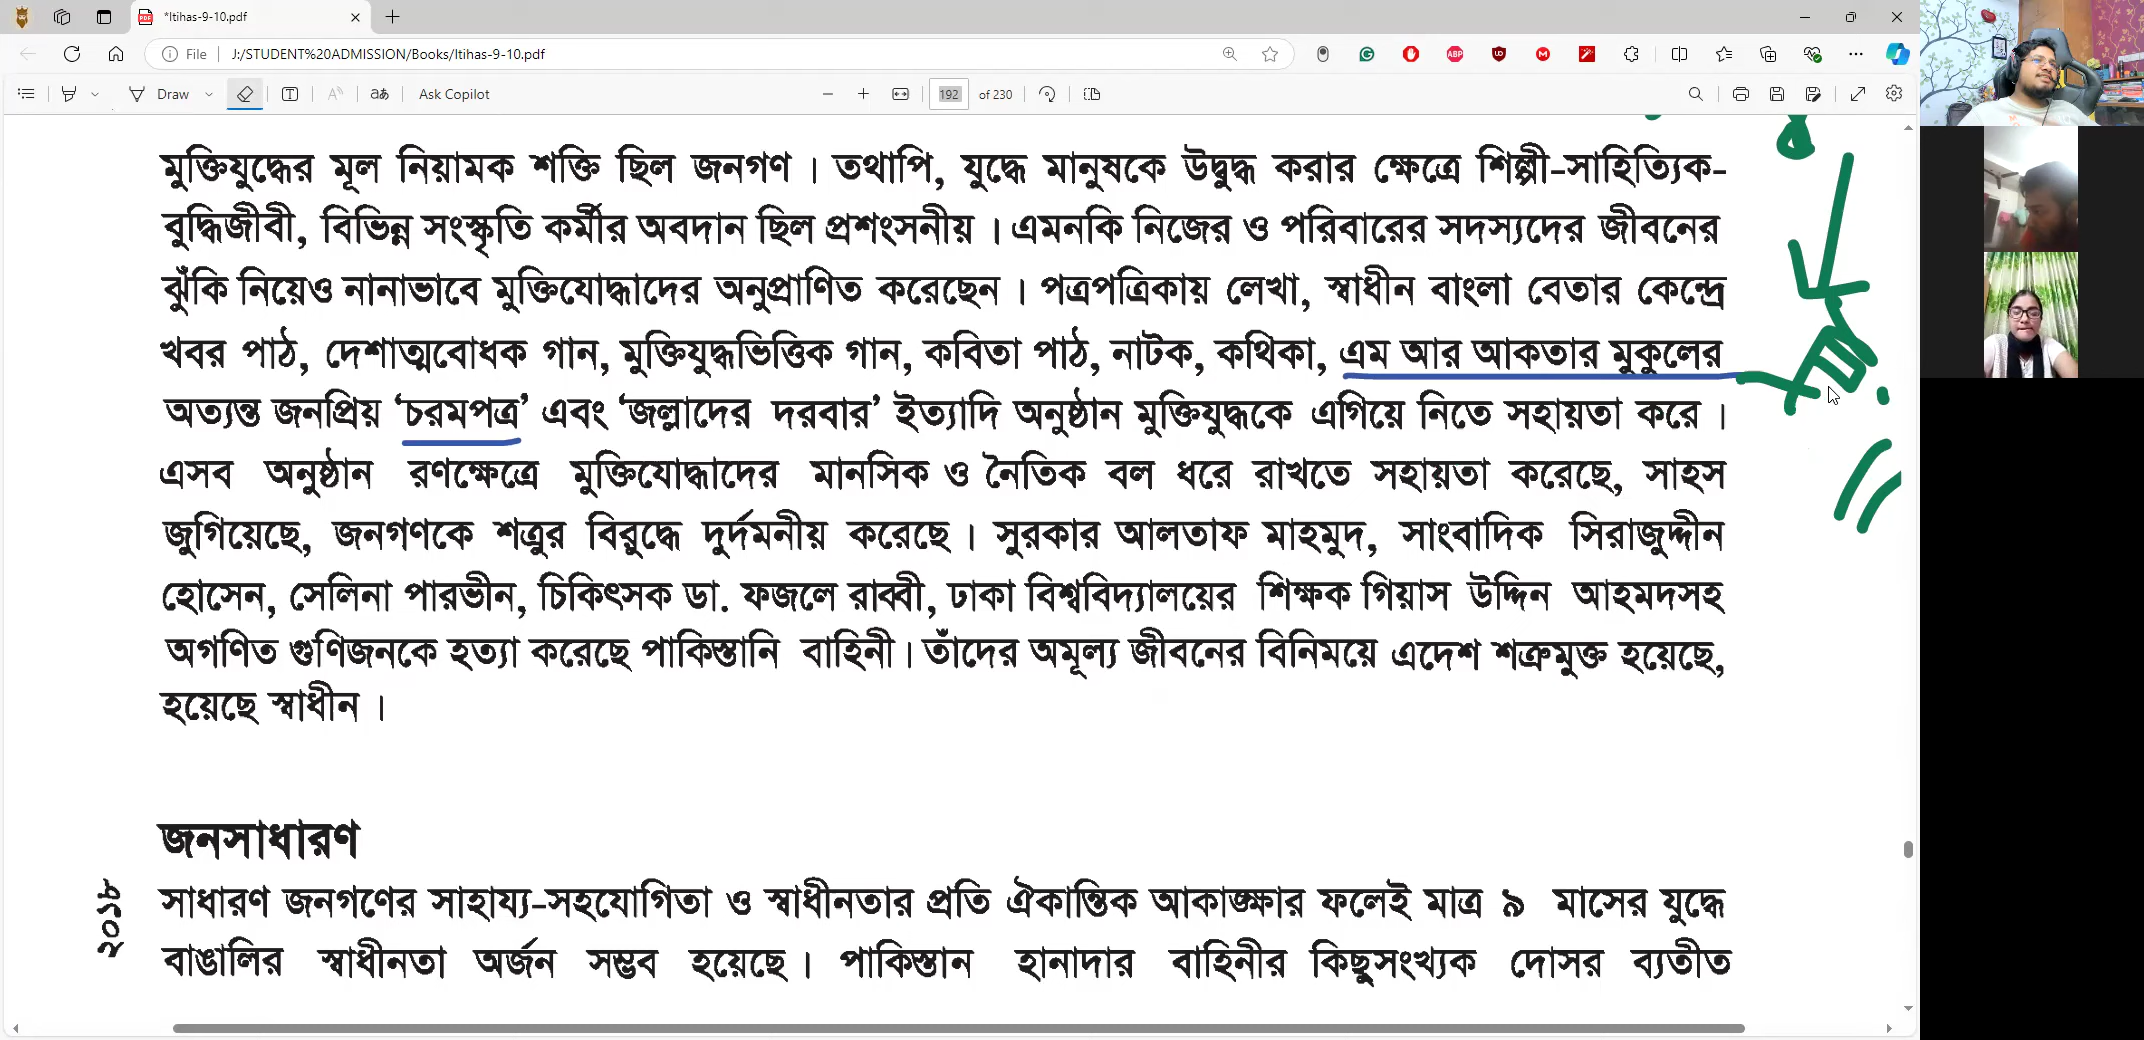 *Itihas-9-10.pdf
File J:/STUDENT%20ADMISSION/Books/Itihas-9-10.pdf
Draw Ask Copilot 192 of 230
মুক্তিযুদ্ধের মূল নিয়ামক শক্তি ছিল জনগণ । তথাপি, যুদ্ধে মানুষকে উদ্বুদ্ধ করার ক্ষেত্রে শিল্পী-সাহিত্যিক-
বুদ্ধিজীবী, বিভিন্ন সংস্কৃতি কর্মীর অবদান ছিল প্রশংসনীয় । এমনকি নিজের ও পরিবারের সদস্যদের জীবনের
ঝুঁকি নিয়েও নানাভাবে মুক্তিযোদ্ধাদের অনুপ্রাণিত করেছেন । পত্রপত্রিকায় লেখা, স্বাধীন বাংলা বেতার কেন্দ্রে
খবর পাঠ, দেশাত্মবোধক গান, মুক্তিযুদ্ধভিত্তিক গান, কবিতা পাঠ, নাটক, কথিকা, এম আর আকতার মুকুলের
অত্যন্ত জনপ্রিয় ‘চরমপত্র’ এবং ‘জল্লাদের দরবার’ ইত্যাদি অনুষ্ঠান মুক্তিযুদ্ধকে এগিয়ে নিতে সহায়তা করে ।
এসব অনুষ্ঠান রণক্ষেত্রে মুক্তিযোদ্ধাদের মানসিক ও নৈতিক বল ধরে রাখতে সহায়তা করেছে, সাহস
জুগিয়েছে, জনগণকে শত্রুর বিরুদ্ধে দুর্দমনীয় করেছে । সুরকার আলতাফ মাহমুদ, সাংবাদিক সিরাজুদ্দীন
হোসেন, সেলিনা পারভীন, চিকিৎসক ডা. ফজলে রাব্বী, ঢাকা বিশ্ববিদ্যালয়ের শিক্ষক গিয়াস উদ্দিন আহমদসহ
অগণিত গুণিজনকে হত্যা করেছে পাকিস্তানি বাহিনী। তাঁদের অমূল্য জীবনের বিনিময়ে এদেশ শত্রুমুক্ত হয়েছে,
হয়েছে স্বাধীন ।
জনসাধারণ
সাধারণ জনগণের সাহায্য-সহযোগিতা ও স্বাধীনতার প্রতি ঐকান্তিক আকাঙ্ক্ষার ফলেই মাত্র ৯ মাসের যুদ্ধে
বাঙালির স্বাধীনতা অর্জন সম্ভব হয়েছে । পাকিস্তান হানাদার বাহিনীর কিছুসংখ্যক দোসর ব্যতীত
২০১৮